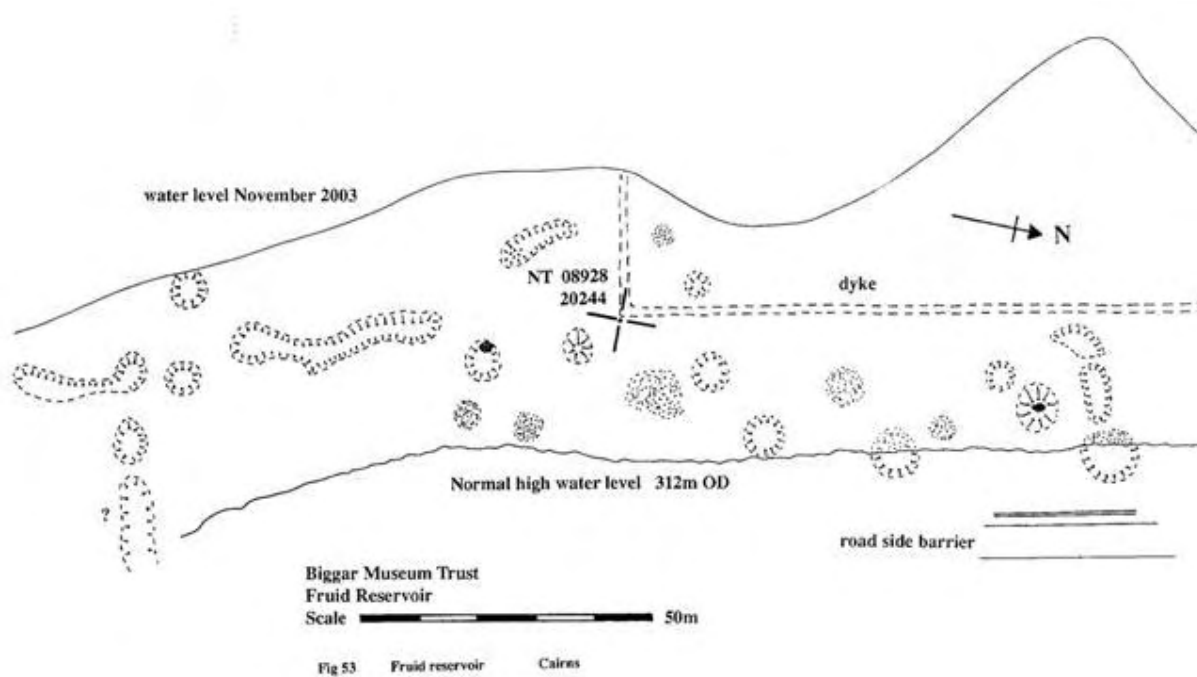 water level November 2003
N
NT 08928
20244
dyke
?
Normal high water level 312m OD
road side barrier
Biggar Museum Trust
Fruid Reservoir
Scale 50m
Fig 53 Fruid reservoir Cairns